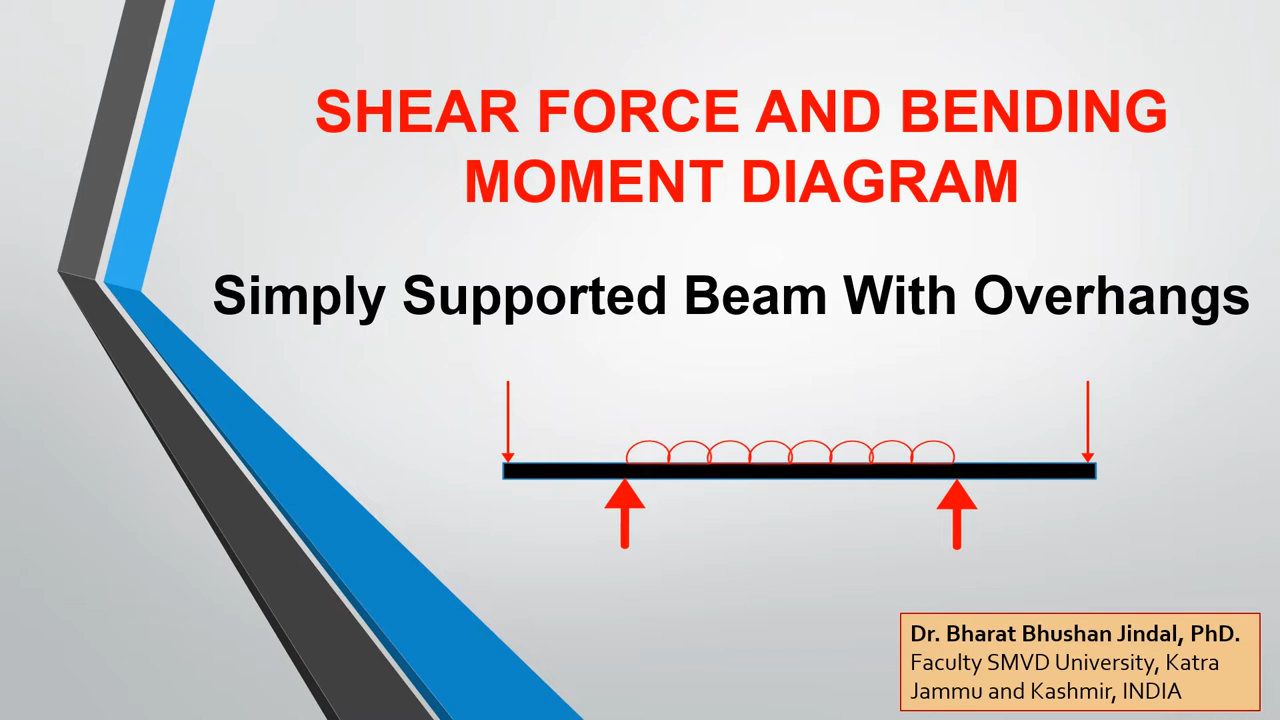 SHEAR FORCE AND BENDING
MOMENT DIAGRAM
Simply Supported Beam With Overhangs
Dr. Bharat Bhushan Jindal, PhD.
Faculty SMVD University, Katra
Jammu and Kashmir, INDIA